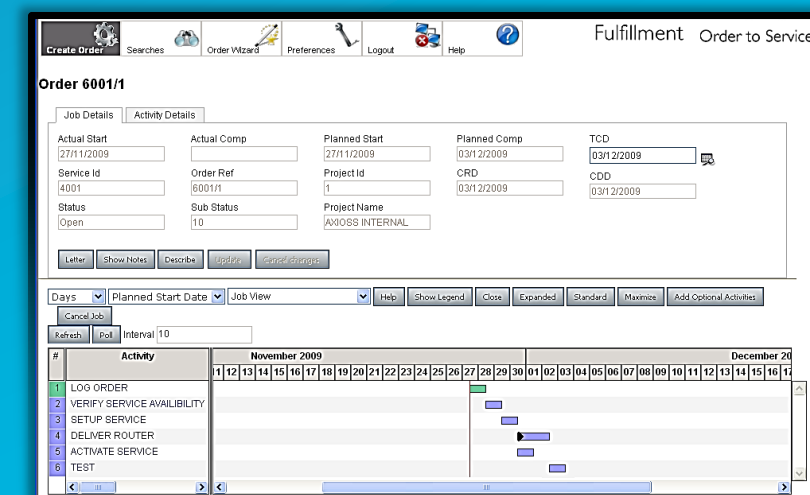 Create Order Searches Order Wizard Preferences Logout Help Fulfillment Order to Service
Order 6001/1
Job Details Activity Details
Actual Start Actual Comp Planned Start Planned Comp TCD
27/11/2009 27/11/2009 03/12/2009 03/12/2009
Service Id Order Ref Project Id CRD CDD
4001 6001/1 1 03/12/2009 03/12/2009
Status Sub Status Project Name
Open 10 AXIOSS INTERNAL
Letter Show Notes Describe Update Cancel changes
Days Planned Start Date Job View Help Show Legend Close Expanded Standard Maximize Add Optional Activities
Cancel Job
Refresh Poll Interval 10
# Activity November 2009 December 20
11 12 13 14 15 16 17 18 19 20 21 22 23 24 25 26 27 28 29 30 01 02 03 04 05 06 07 08 09 10 11 12 13 14 15 16 17
1 LOG ORDER
2 VERIFY SERVICE AVAILIBILITY
3 SETUP SERVICE
4 DELIVER ROUTER
5 ACTIVATE SERVICE
6 TEST